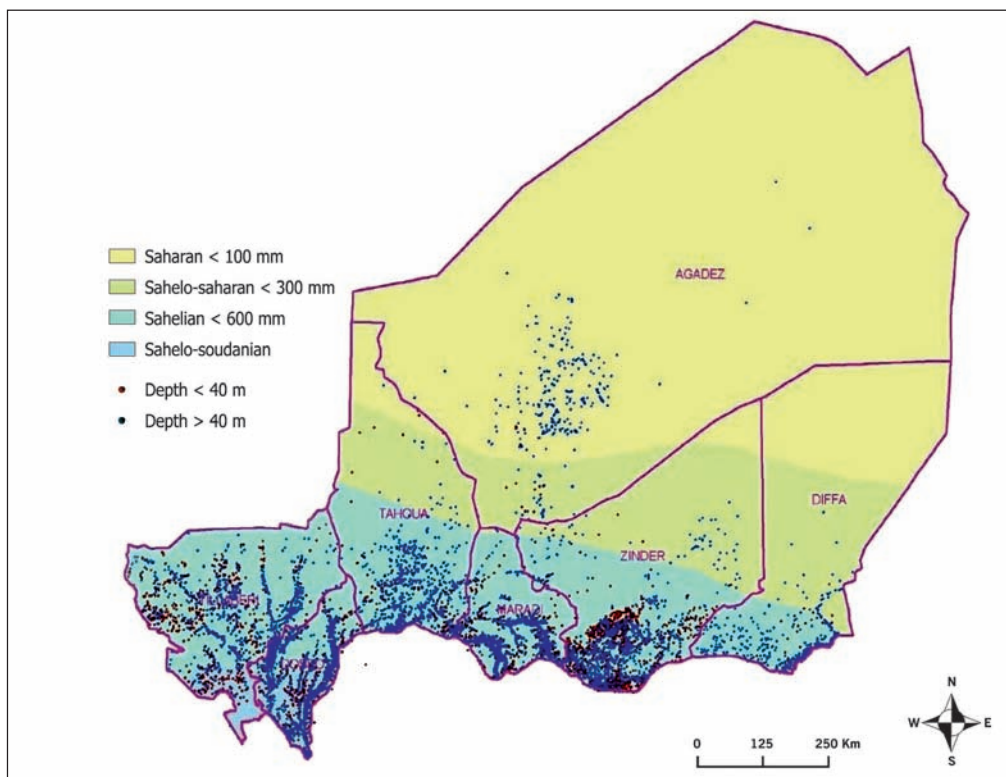 AGADEZ
Saharan < 100 mm
Sahelo-saharan < 300 mm
Sahelian < 600 mm
Sahelo-soudanian
Depth < 40 m
Depth > 40 m
DIFFA
TAHOUA
ZINDER
MARADI
N
W E
S
0 125 250 Km